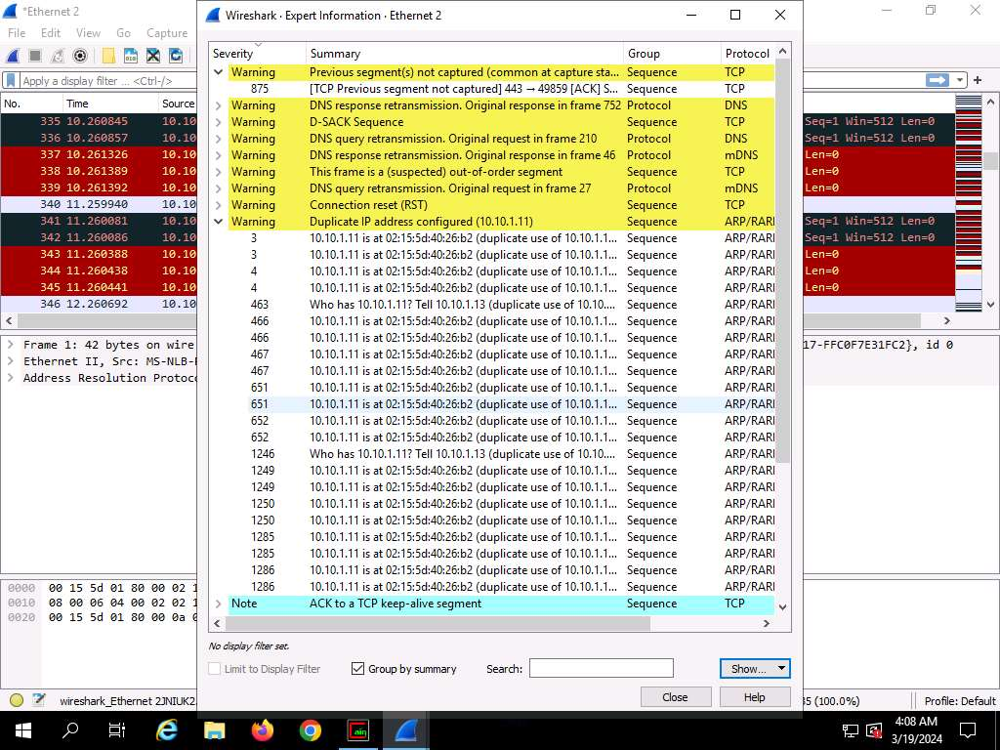 *Ethernet 2
File Edit View Go Capture
Apply a display filter ... <Ctrl-/>
No. Time Source
335 10.260845 10.10 Seq=1 Win=512 Len=0
336 10.260857 10.10 Seq=1 Win=512 Len=0
337 10.261326 10.10 Len=0
338 10.261389 10.10 Len=0
339 10.261392 10.10 Len=0
340 11.259940 10.10
341 11.260081 10.10 Seq=1 Win=512 Len=0
342 11.260086 10.10 Seq=1 Win=512 Len=0
343 11.260388 10.10 Len=0
344 11.260438 10.10 Len=0
345 11.260441 10.10 Len=0
346 12.260692 10.10
Frame 1: 42 bytes on wire 17-FFC0F7E31FC2}, id 0
Ethernet II, Src: MS-NLB-
Address Resolution Protoc
0000 00 15 5d 01 80 00 02 1
0010 08 00 06 04 00 02 02 1
0020 00 15 5d 01 80 00 0a 0
Wireshark · Expert Information · Ethernet 2
Severity Summary Group Protocol
Warning Previous segment(s) not captured (common at capture sta... Sequence TCP
875 [TCP Previous segment not captured] 443 → 49859 [ACK] S... Sequence TCP
Warning DNS response retransmission. Original response in frame 752 Protocol DNS
Warning D-SACK Sequence Sequence TCP
Warning DNS query retransmission. Original request in frame 210 Protocol DNS
Warning DNS response retransmission. Original response in frame 46 Protocol mDNS
Warning This frame is a (suspected) out-of-order segment Sequence TCP
Warning DNS query retransmission. Original request in frame 27 Protocol mDNS
Warning Connection reset (RST) Sequence TCP
Warning Duplicate IP address configured (10.10.1.11) Sequence ARP/RARP
3 10.10.1.11 is at 02:15:5d:40:26:b2 (duplicate use of 10.10.1.1... Sequence ARP/RARI
3 10.10.1.11 is at 02:15:5d:40:26:b2 (duplicate use of 10.10.1.1... Sequence ARP/RARI
4 10.10.1.11 is at 02:15:5d:40:26:b2 (duplicate use of 10.10.1.1... Sequence ARP/RARI
4 10.10.1.11 is at 02:15:5d:40:26:b2 (duplicate use of 10.10.1.1... Sequence ARP/RARI
463 Who has 10.10.1.11? Tell 10.10.1.13 (duplicate use of 10.10.... Sequence ARP/RARI
466 10.10.1.11 is at 02:15:5d:40:26:b2 (duplicate use of 10.10.1.1... Sequence ARP/RARI
466 10.10.1.11 is at 02:15:5d:40:26:b2 (duplicate use of 10.10.1.1... Sequence ARP/RARI
467 10.10.1.11 is at 02:15:5d:40:26:b2 (duplicate use of 10.10.1.1... Sequence ARP/RARI
467 10.10.1.11 is at 02:15:5d:40:26:b2 (duplicate use of 10.10.1.1... Sequence ARP/RARI
651 10.10.1.11 is at 02:15:5d:40:26:b2 (duplicate use of 10.10.1.1... Sequence ARP/RARI
651 10.10.1.11 is at 02:15:5d:40:26:b2 (duplicate use of 10.10.1.1... Sequence ARP/RARI
652 10.10.1.11 is at 02:15:5d:40:26:b2 (duplicate use of 10.10.1.1... Sequence ARP/RARI
652 10.10.1.11 is at 02:15:5d:40:26:b2 (duplicate use of 10.10.1.1... Sequence ARP/RARI
1246 Who has 10.10.1.11? Tell 10.10.1.13 (duplicate use of 10.10.... Sequence ARP/RARI
1249 10.10.1.11 is at 02:15:5d:40:26:b2 (duplicate use of 10.10.1.1... Sequence ARP/RARI
1249 10.10.1.11 is at 02:15:5d:40:26:b2 (duplicate use of 10.10.1.1... Sequence ARP/RARI
1250 10.10.1.11 is at 02:15:5d:40:26:b2 (duplicate use of 10.10.1.1... Sequence ARP/RARI
1250 10.10.1.11 is at 02:15:5d:40:26:b2 (duplicate use of 10.10.1.1... Sequence ARP/RARI
1285 10.10.1.11 is at 02:15:5d:40:26:b2 (duplicate use of 10.10.1.1... Sequence ARP/RARI
1285 10.10.1.11 is at 02:15:5d:40:26:b2 (duplicate use of 10.10.1.1... Sequence ARP/RARI
1286 10.10.1.11 is at 02:15:5d:40:26:b2 (duplicate use of 10.10.1.1... Sequence ARP/RARI
1286 10.10.1.11 is at 02:15:5d:40:26:b2 (duplicate use of 10.10.1.1... Sequence ARP/RARI
Note ACK to a TCP keep-alive segment Sequence TCP
No display filter set.
Limit to Display Filter Group by summary Search: Show...
Close Help
wireshark_Ethernet 2JNIUK2. 35 (100.0%) Profile: Default
4:08 AM
3/19/2024